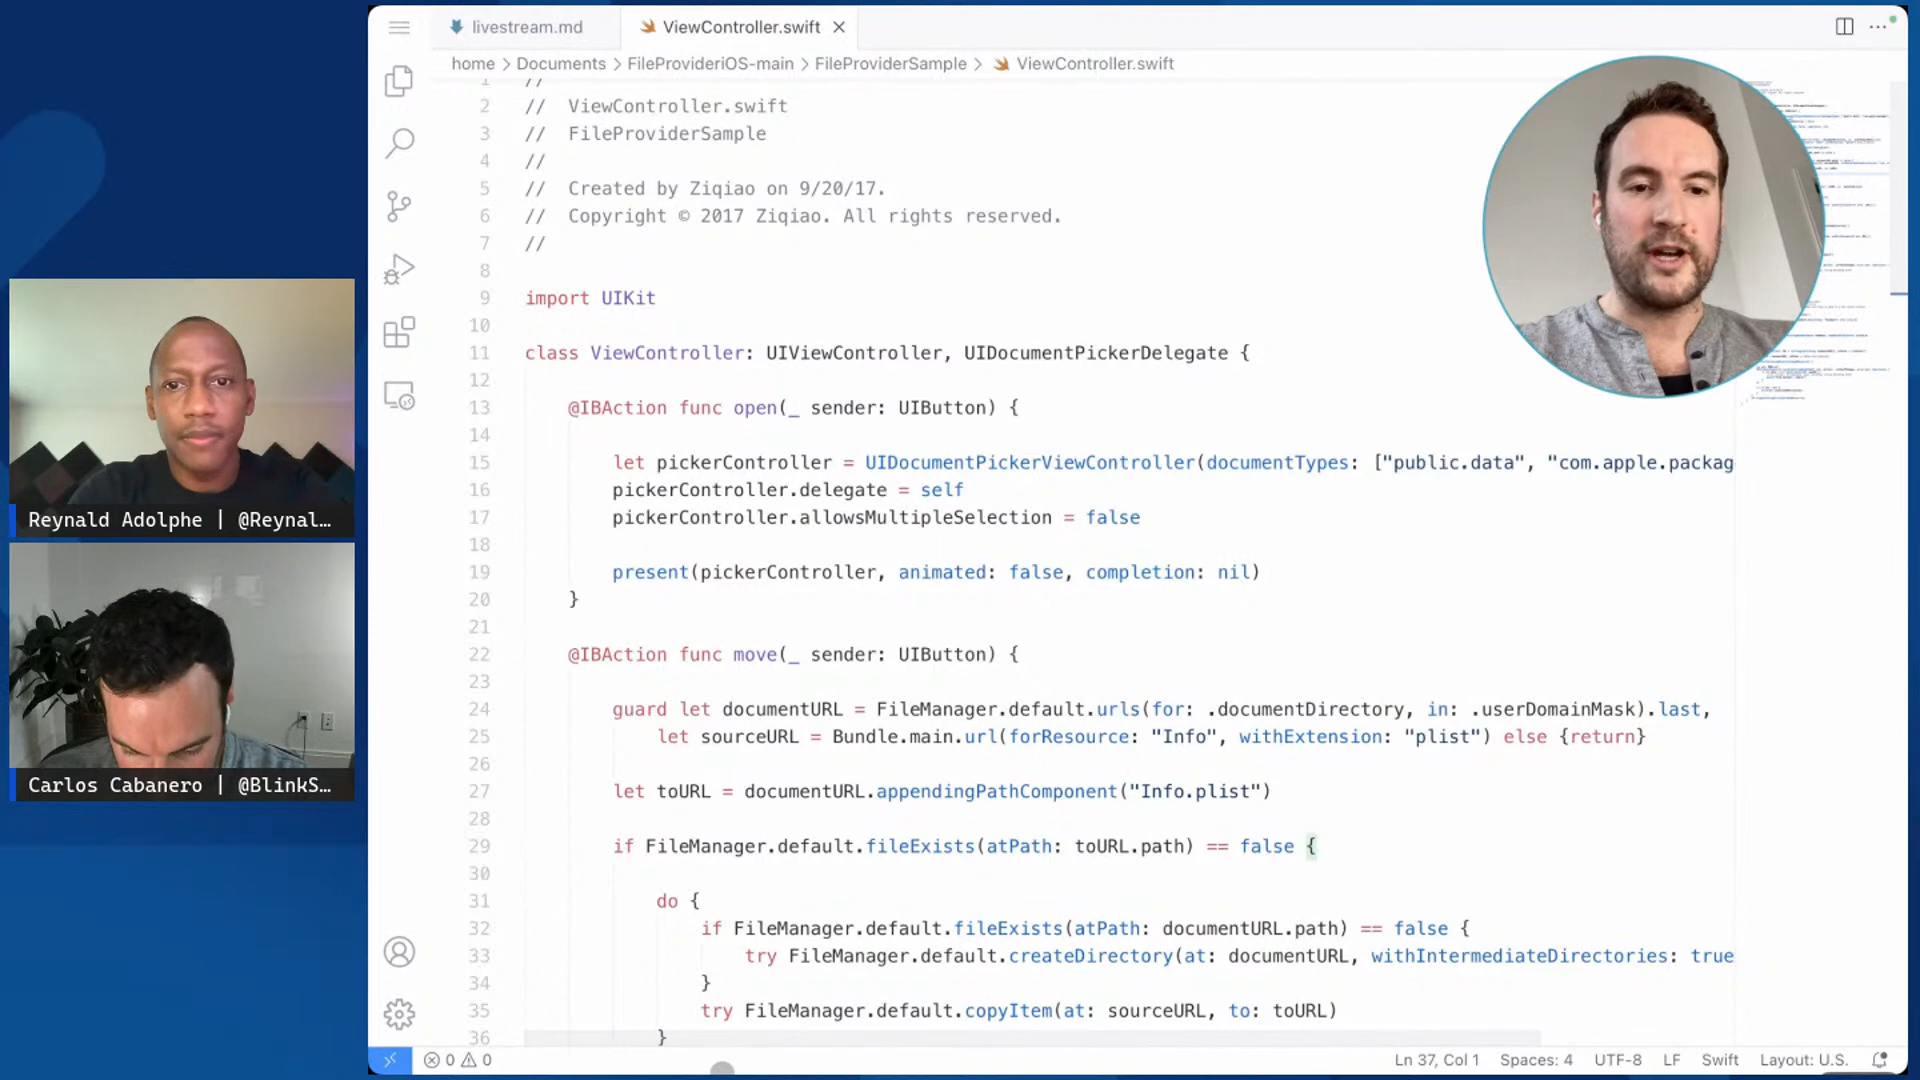 livestream.md
ViewController.swift
home > Documents > FileProvideriOS-main > FileProviderSample > ViewController.swift
1 //
2 // ViewController.swift
3 // FileProviderSample
4 //
5 // Created by Ziqiao on 9/20/17.
6 // Copyright © 2017 Ziqiao. All rights reserved.
7 //
8
9 import UIKit
10
11 class ViewController: UIViewController, UIDocumentPickerDelegate {
12
13 @IBAction func open(_ sender: UIButton) {
14
15 let pickerController = UIDocumentPickerViewController(documentTypes: ["public.data", "com.apple.packag
16 pickerController.delegate = self
17 pickerController.allowsMultipleSelection = false
18
19 present(pickerController, animated: false, completion: nil)
20 }
21
22 @IBAction func move(_ sender: UIButton) {
23
24 guard let documentURL = FileManager.default.urls(for: .documentDirectory, in: .userDomainMask).last,
25 let sourceURL = Bundle.main.url(forResource: "Info", withExtension: "plist") else {return}
26
27 let toURL = documentURL.appendingPathComponent("Info.plist")
28
29 if FileManager.default.fileExists(atPath: toURL.path) == false {
30
31 do {
32 if FileManager.default.fileExists(atPath: documentURL.path) == false {
33 try FileManager.default.createDirectory(at: documentURL, withIntermediateDirectories: true
34 }
35 try FileManager.default.copyItem(at: sourceURL, to: toURL)
36 }
0 0
Ln 37, Col 1
Spaces: 4
UTF-8
LF
Swift
Layout: U.S.
Reynald Adolphe | @Reynal...
Carlos Cabanero | @BlinkS...